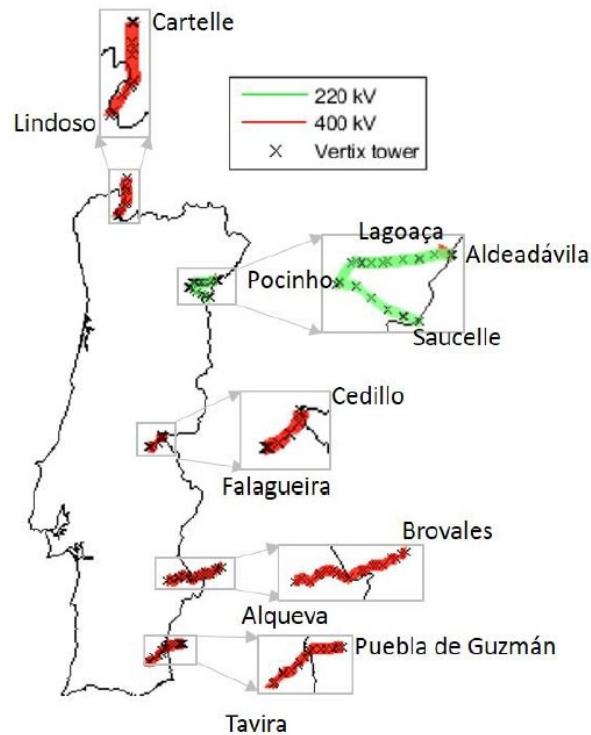 Cartelle
Lindoso
220 kV
400 kV
Vertix tower
Lagoaça
Aldeadávila
Pocinho
Saucelle
Cedillo
Falagueira
Brovales
Alqueva
Puebla de Guzmán
Tavira